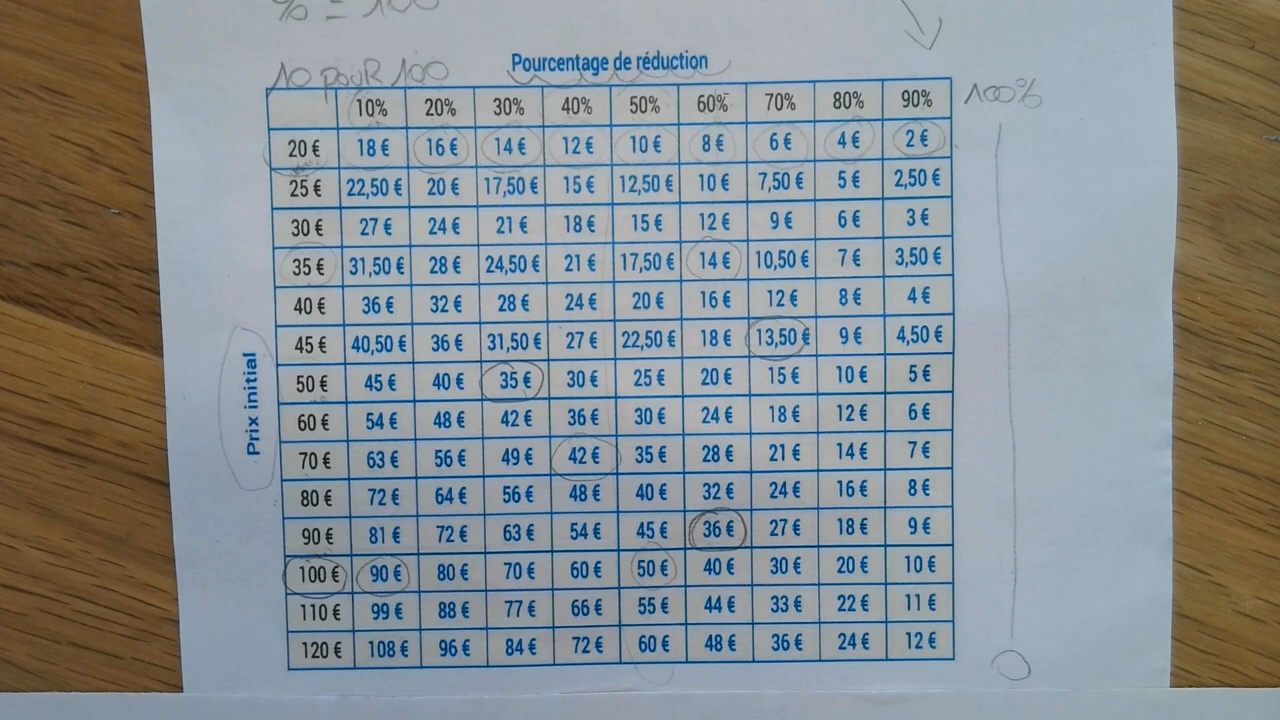 % = 100
10 pouR 100
Pourcentage de réduction
10% 20% 30% 40% 50% 60% 70% 80% 90% 100%
20 € 18 € 16 € 14 € 12 € 10 € 8 € 6 € 4 € 2 €
25 € 22,50 € 20 € 17,50 € 15 € 12,50 € 10 € 7,50 € 5 € 2,50 €
30 € 27 € 24 € 21 € 18 € 15 € 12 € 9 € 6 € 3 €
35 € 31,50 € 28 € 24,50 € 21 € 17,50 € 14 € 10,50 € 7 € 3,50 €
40 € 36 € 32 € 28 € 24 € 20 € 16 € 12 € 8 € 4 €
45 € 40,50 € 36 € 31,50 € 27 € 22,50 € 18 € 13,50 € 9 € 4,50 €
Prix initial
50 € 45 € 40 € 35 € 30 € 25 € 20 € 15 € 10 € 5 €
60 € 54 € 48 € 42 € 36 € 30 € 24 € 18 € 12 € 6 €
70 € 63 € 56 € 49 € 42 € 35 € 28 € 21 € 14 € 7 €
80 € 72 € 64 € 56 € 48 € 40 € 32 € 24 € 16 € 8 €
90 € 81 € 72 € 63 € 54 € 45 € 36 € 27 € 18 € 9 €
100 € 90 € 80 € 70 € 60 € 50 € 40 € 30 € 20 € 10 €
110 € 99 € 88 € 77 € 66 € 55 € 44 € 33 € 22 € 11 €
120 € 108 € 96 € 84 € 72 € 60 € 48 € 36 € 24 € 12 €